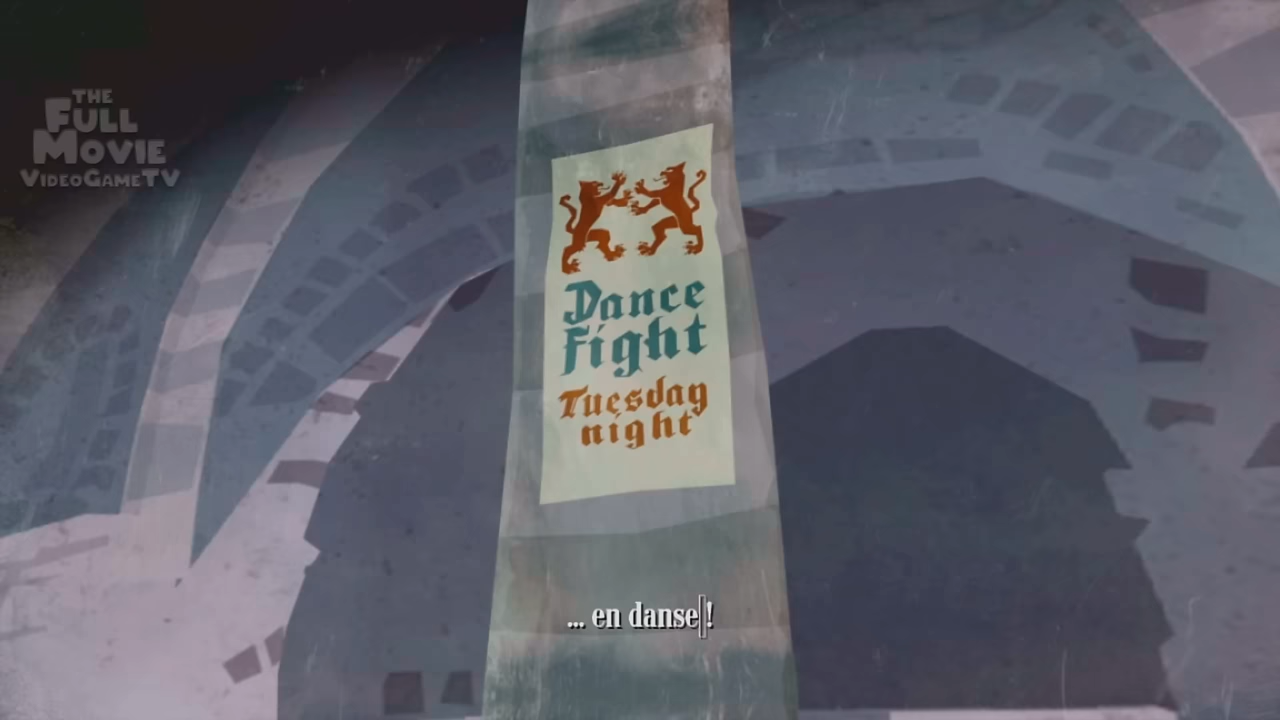 THE
FULL
MOVIE
VIDEOGAMETV
Dance
Fight
Tuesday
night
... en danse !